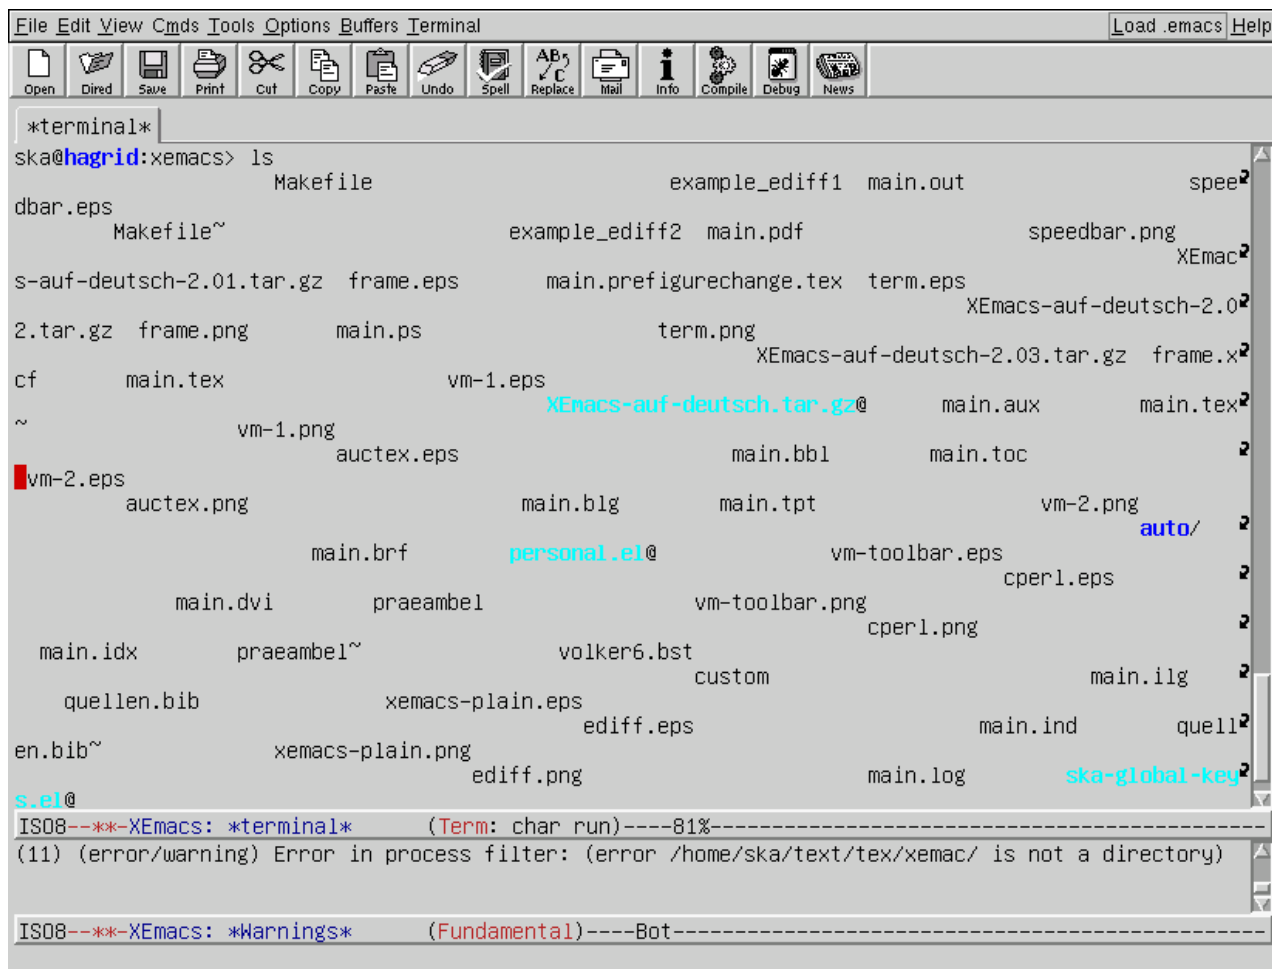 File Edit View Cmds Tools Options Buffers Terminal Load .emacs Help
Open Dired Save Print Cut Copy Paste Undo Spell Replace Mail Info Compile Debug News
*terminal*
ska@hagrid:xemacs> ls
Makefile example_ediff1 main.out spee
dbar.eps
Makefile~ example_ediff2 main.pdf speedbar.png
XEmac
s-auf-deutsch-2.01.tar.gz frame.eps main.prefigurechange.tex term.eps
XEmacs-auf-deutsch-2.0
2.tar.gz frame.png main.ps term.png
XEmacs-auf-deutsch-2.03.tar.gz frame.x
cf main.tex vm-1.eps
XEmacs-auf-deutsch.tar.gz@ main.aux main.tex
~ vm-1.png
auctex.eps main.bbl main.toc
vm-2.eps
auctex.png main.blg main.tpt vm-2.png
auto/
main.brf personal.el@ vm-toolbar.eps
cperl.eps
main.dvi praeambel vm-toolbar.png
cperl.png
main.idx praeambel~ volker6.bst
custom main.ilg
quellen.bib xemacs-plain.eps
ediff.eps main.ind quell
en.bib~ xemacs-plain.png
ediff.png main.log ska-global-key
s.el@
ISO8--**-XEmacs: *terminal* (Term: char run)----81%---------------------------------------------
(11) (error/warning) Error in process filter: (error /home/ska/text/tex/xemac/ is not a directory)
ISO8--**-XEmacs: *Warnings* (Fundamental)----Bot------------------------------------------------